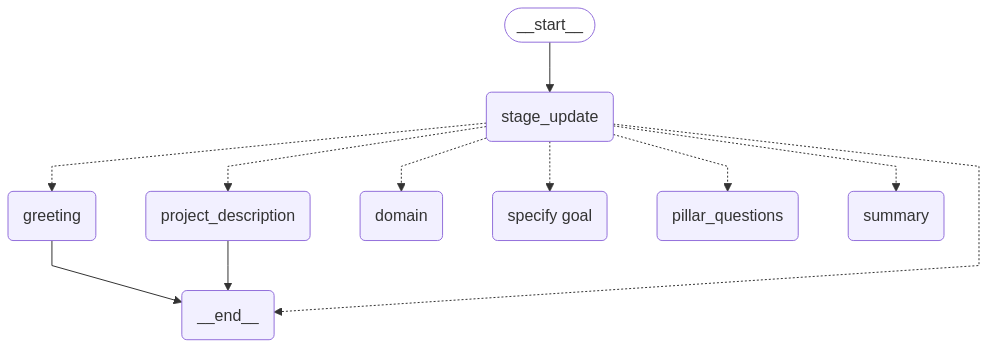 __start__
stage_update
greeting
project_description
domain
specify goal
pillar_questions
summary
__end__